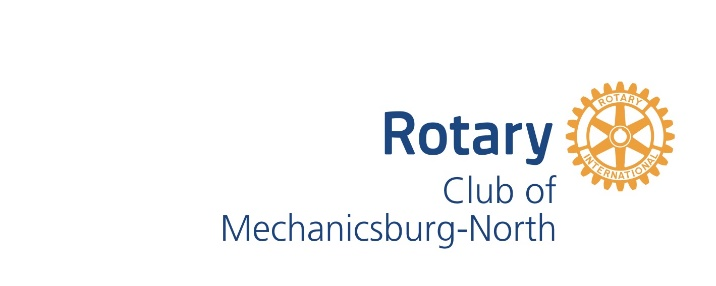 Rotary
Club of
Mechanicsburg-North
ROTARY
INTERNATIONAL